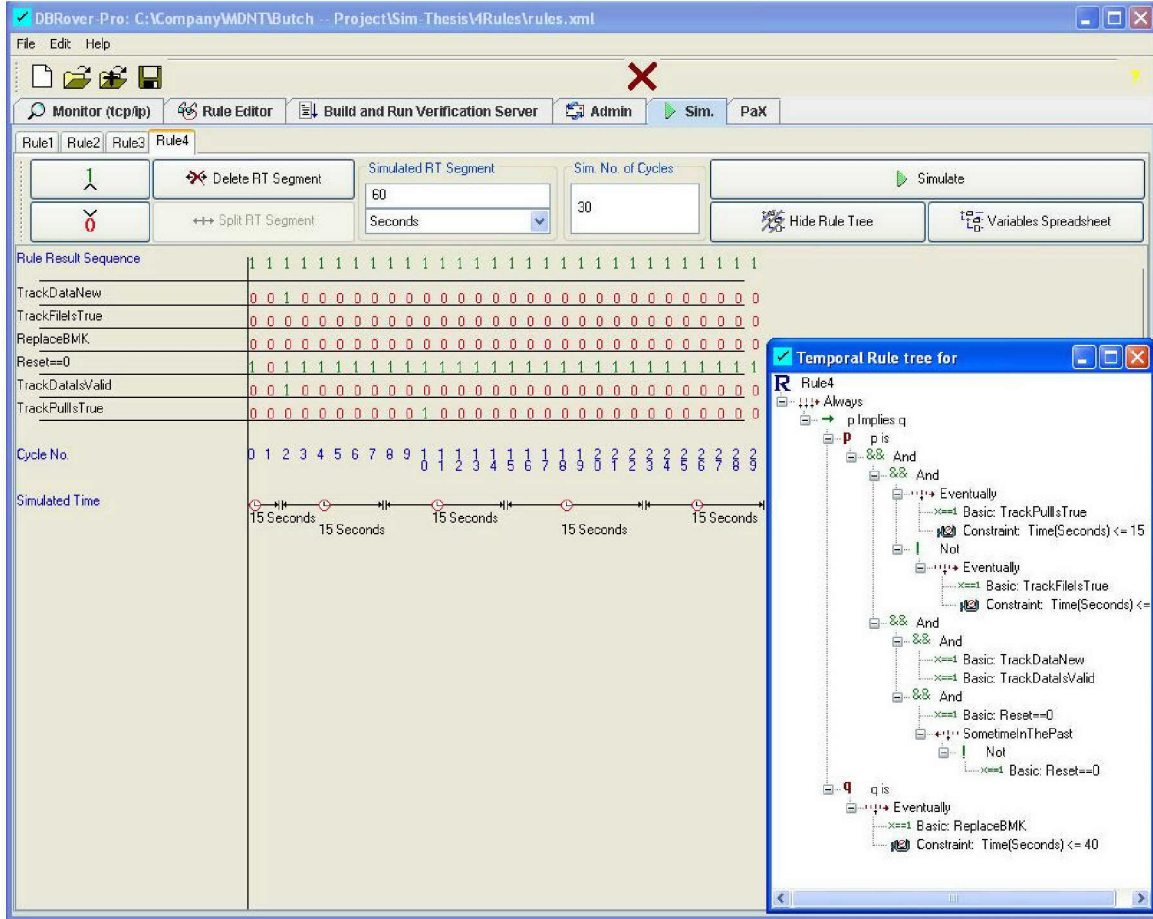 DBRover-Pro: C:\Company\MDNT\Butch -- Project\Sim-Thesis\4Rules\rules.xml
File Edit Help
Monitor (tcp/ip) Rule Editor Build and Run Verification Server Admin Sim. PaX
Rule1 Rule2 Rule3 Rule4
1 Delete RT Segment Simulated RT Segment Sim. No. of Cycles Simulate
60
30
0 Split RT Segment Seconds Hide Rule Tree Variables Spreadsheet
Rule Result Sequence 1 1 1 1 1 1 1 1 1 1 1 1 1 1 1 1 1 1 1 1 1 1 1 1 1 1 1 1 1 1
TrackDataNew 0 0 1 0 0 0 0 0 0 0 0 0 0 0 0 0 0 0 0 0 0 0 0 0 0 0 0 0 0 0
TrackFileIsTrue 0 0 0 0 0 0 0 0 0 0 0 0 0 0 0 0 0 0 0 0 0 0 0 0 0 0 0 0 0 0
ReplaceBMK 0 0 0 0 0 0 0 0 0 0 0 0 0 0 0 0 0 0 0 0 0 0 0 0 0 0 0 0 0 0
Reset==0 1 0 1 1 1 1 1 1 1 1 1 1 1 1 1 1 1 1 1 1 1 1 1 1 1 1 1 1 1 1
TrackDataIsValid 0 0 1 0 0 0 0 0 0 0 0 0 0 0 0 0 0 0 0 0 0 0 0 0 0 0 0 0 0 0
TrackPullIsTrue 0 0 0 0 0 0 0 0 0 0 1 0 0 0 0 0 0 0 0 0 0 0 0 0 0 0 0 0 0 0
Cycle No. 0 1 2 3 4 5 6 7 8 9 10 11 12 13 14 15 16 17 18 19 20 21 22 23 24 25 26 27 28 29
Simulated Time
15 Seconds 15 Seconds 15 Seconds 15 Seconds 15 Seconds
Temporal Rule tree for
R Rule4
Always
p Implies q
p p is
&& And
&& And
Eventually
x==1 Basic: TrackPullIsTrue
Constraint: Time(Seconds) <= 15
! Not
Eventually
x==1 Basic: TrackFileIsTrue
Constraint: Time(Seconds) <=
&& And
&& And
x==1 Basic: TrackDataNew
x==1 Basic: TrackDataIsValid
&& And
x==1 Basic: Reset==0
SometimeInThePast
! Not
x==1 Basic: Reset==0
q q is
Eventually
x==1 Basic: ReplaceBMK
Constraint: Time(Seconds) <= 40